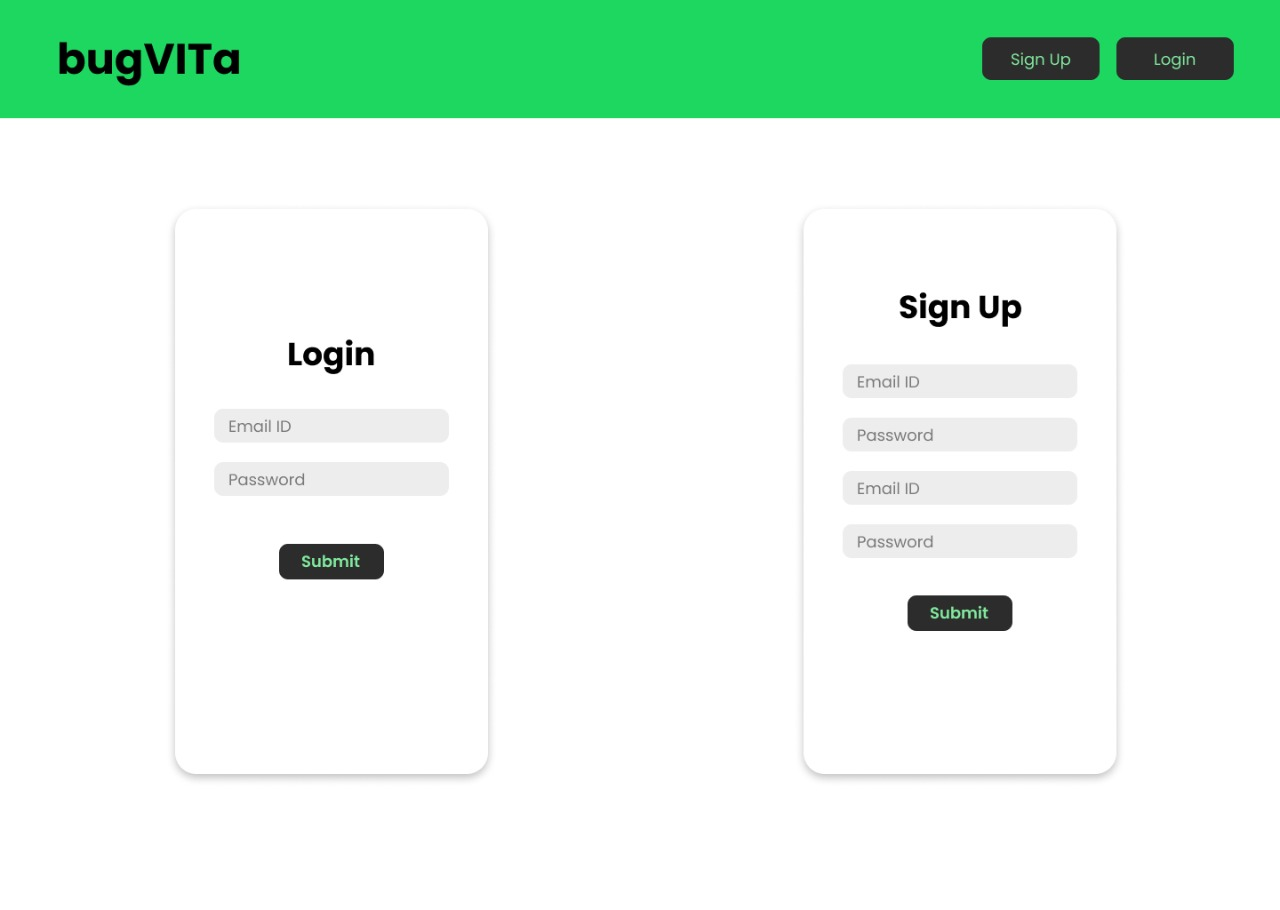 bugVITa
Sign Up
Login
Login
Email ID
Password
Submit
Sign Up
Email ID
Password
Email ID
Password
Submit